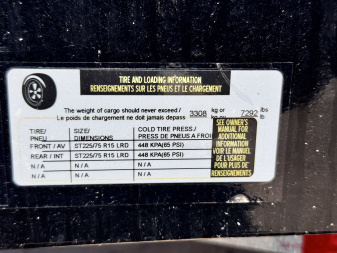 TIRE AND LOADING INFORMATION
RENSEIGNEMENTS SUR LES PNEUS ET LE CHARGEMENT
The weight of cargo should never exceed / 3308 kg or 7292 lbs
Le poids de chargement ne doit jamais depass kg ou lb
TIRE/ SIZE/ COLD TIRE PRESS./
PNEU DIMENSIONS PRESS DE PNEUS A FROI
FRONT / AV ST225/75 R15 LRD 448 KPA(65 PSI)
REAR / INT ST225/75 R15 LRD 448 KPA(65 PSI)
N / A N / A N / A
N / A N / A N / A
SEE OWNER'S
MANUAL FOR
ADDITIONAL
INFORMATION
VOIR LE MANUEL
DE L'USAGER
POUR PLUS DE
RENSEIGNEMENTS